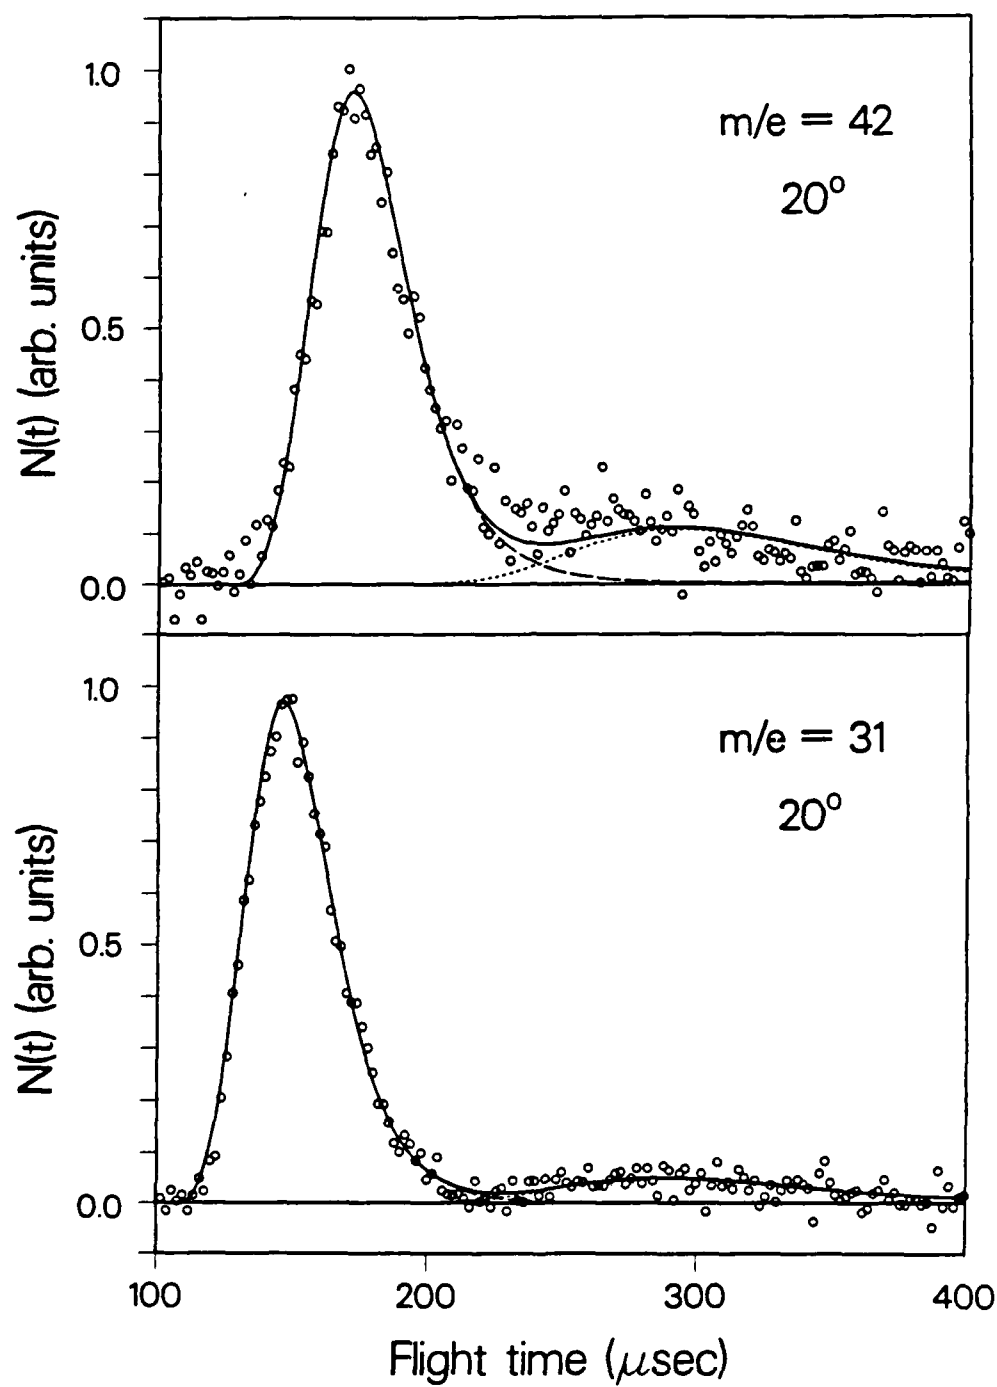 1.0
m/e = 42
20°
0.5
N(t) (arb. units)
0.0
1.0
m/e = 31
20°
0.5
N(t) (arb. units)
0.0
100 200 300 400
Flight time (μsec)